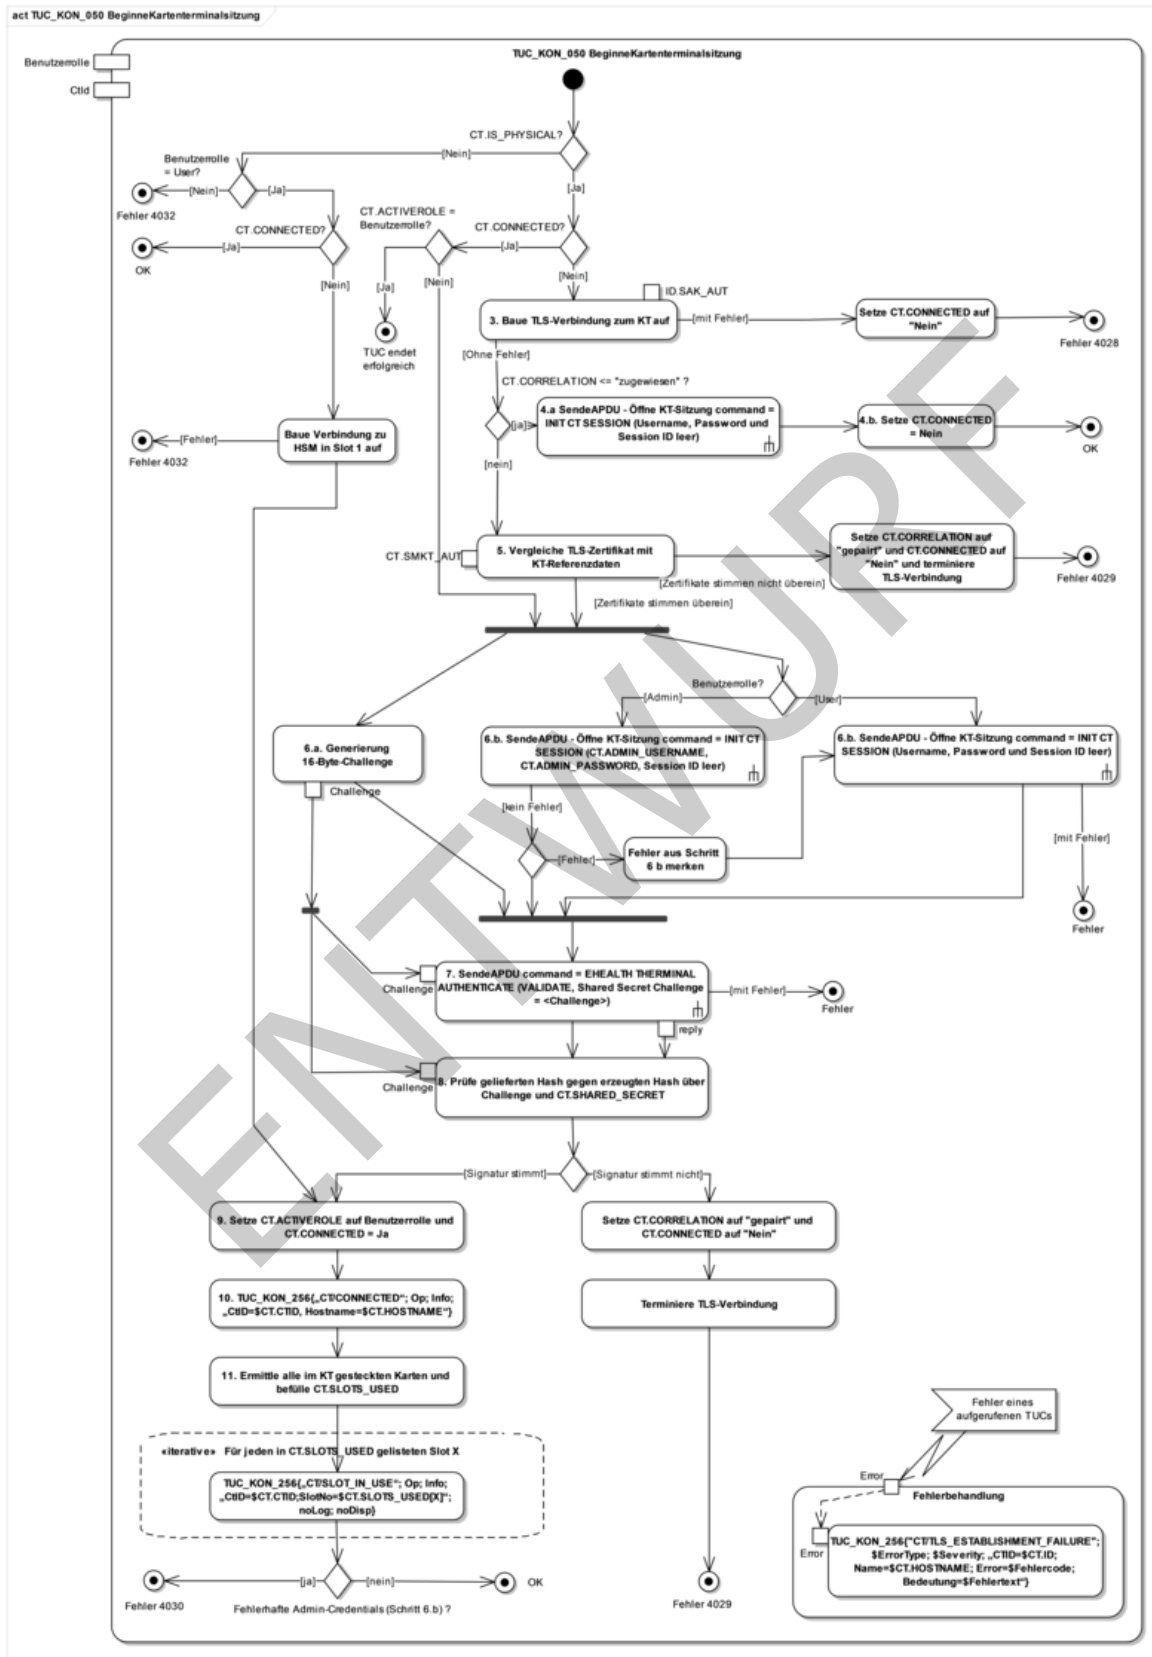 act TUC_KON_050 BeginneKartenterminalsitzung
TUC_KON_050 BeginneKartenterminalsitzung
Benutzerrolle
CtId
CT.IS_PHYSICAL?
[Nein]
[Ja]
Benutzerrolle
= User?
[Nein]
[Ja]
Fehler 4032
CT.CONNECTED?
[Ja]
OK
[Nein]
CT.ACTIVEROLE =
Benutzerrolle?
CT.CONNECTED?
[Ja]
[Nein]
[Ja]
[Nein]
TUC endet
erfolgreich
ID.SAK_AUT
3. Baue TLS-Verbindung zum KT auf
[mit Fehler]
Setze CT.CONNECTED auf
"Nein"
Fehler 4028
[Ohne Fehler]
CT.CORRELATION <= "zugewiesen" ?
[ja]
4.a SendeAPDU - Öffne KT-Sitzung command =
INIT CT SESSION (Username, Password und
Session ID leer)
4.b. Setze CT.CONNECTED
= Nein
OK
[nein]
Baue Verbindung zu
HSM in Slot 1 auf
[Fehler]
Fehler 4032
CT.SMKT_AUT
5. Vergleiche TLS-Zertifikat mit
KT-Referenzdaten
[Zertifikate stimmen nicht überein]
Setze CT.CORRELATION auf
"gepairt" und CT.CONNECTED auf
"Nein" und terminiere
TLS-Verbindung
Fehler 4029
[Zertifikate stimmen überein]
Benutzerrolle?
[Admin]
[User]
6.a. Generierung
16-Byte-Challenge
Challenge
6.b. SendeAPDU - Öffne KT-Sitzung command = INIT CT
SESSION (CT.ADMIN_USERNAME,
CT.ADMIN_PASSWORD, Session ID leer)
6.b. SendeAPDU - Öffne KT-Sitzung command = INIT CT
SESSION (Username, Password und Session ID leer)
[kein Fehler]
[Fehler]
Fehler aus Schritt
6 b merken
[mit Fehler]
Fehler
Challenge
7. SendeAPDU command = EHEALTH THERMINAL
AUTHENTICATE (VALIDATE, Shared Secret Challenge
= <Challenge>)
[mit Fehler]
Fehler
reply
Challenge
8. Prüfe gelieferten Hash gegen erzeugten Hash über
Challenge und CT.SHARED_SECRET
[Signatur stimmt]
[Signatur stimmt nicht]
9. Setze CT.ACTIVEROLE auf Benutzerrolle und
CT.CONNECTED = Ja
Setze CT.CORRELATION auf "gepairt" und
CT.CONNECTED auf "Nein"
10. TUC_KON_256{„CT/CONNECTED“; Op; Info;
„CtID=$CT.CTID, Hostname=$CT.HOSTNAME“}
Terminiere TLS-Verbindung
11. Ermittle alle im KT gesteckten Karten und
befülle CT.SLOTS_USED
«iterative» Für jeden in CT.SLOTS_USED gelisteten Slot X
TUC_KON_256{„CT/SLOT_IN_USE“; Op; Info;
„CtID=$CT.CTID;SlotNo=$CT.SLOTS_USED[X]“;
noLog; noDisp}
[ja]
[nein]
Fehler 4030
OK
Fehlerhafte Admin-Credentials (Schritt 6.b) ?
Fehler 4029
Fehler eines
aufgerufenen TUCs
Error
Fehlerbehandlung
Error
TUC_KON_256{"CT/TLS_ESTABLISHMENT_FAILURE";
$ErrorType; $Severity; „CTID=$CT.ID;
Name=$CT.HOSTNAME; Error=$Fehlercode;
Bedeutung=$Fehlertext“}
ENTWURF